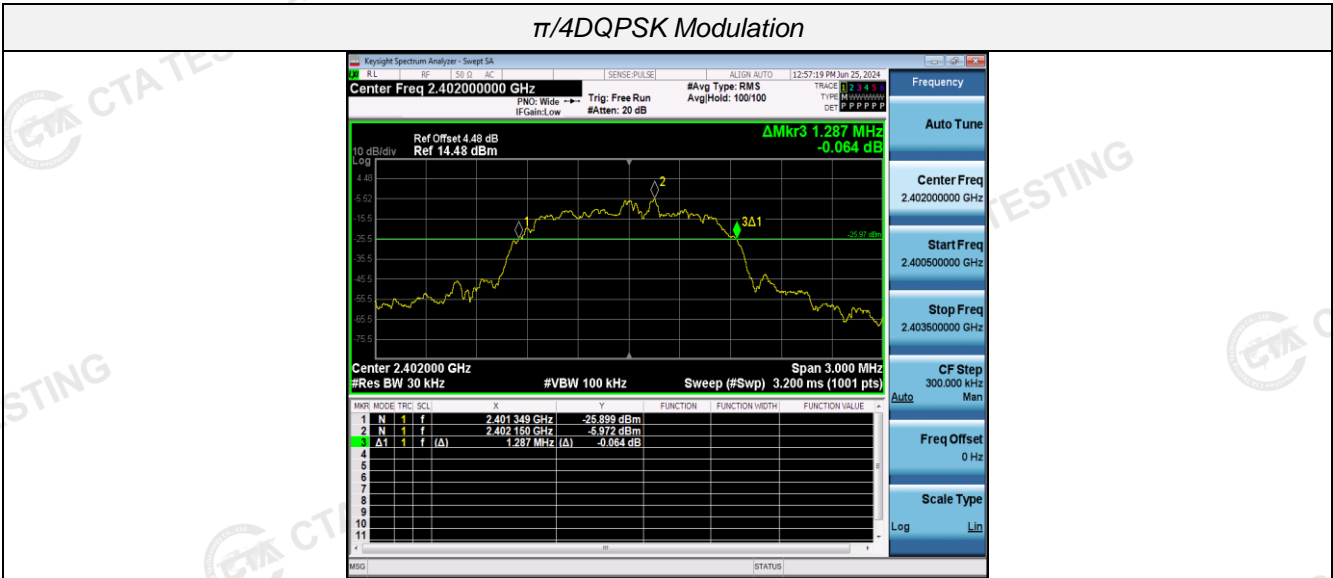 π/4DQPSK Modulation
Keysight Spectrum Analyzer - Swept SA
RL RF 50 Ω AC SENSE:PULSE ALIGN AUTO 12:57:19 PM Jun 25, 2024
Center Freq 2.402000000 GHz
PNO: Wide
IFGain:Low
Trig: Free Run
#Atten: 20 dB
#Avg Type: RMS
Avg|Hold: 100/100
TRACE 1 2 3 4 5 6
TYPE M WWWWW
DET P P P P P P
Ref Offset 4.48 dB
10 dB/div Ref 14.48 dBm
Log
ΔMkr3 1.287 MHz
-0.064 dB
4.48
-5.52
-15.5
-25.5
-35.5
-45.5
-55.5
-65.5
-75.5
1
2
3Δ1
-25.97 dBm
Center 2.402000 GHz Span 3.000 MHz
#Res BW 30 kHz #VBW 100 kHz Sweep (#Swp) 3.200 ms (1001 pts)
MKR MODE TRC SCL X Y FUNCTION FUNCTION WIDTH FUNCTION VALUE
1 N 1 f 2.401 349 GHz -25.899 dBm
2 N 1 f 2.402 150 GHz -5.972 dBm
3 Δ1 1 f (Δ) 1.287 MHz (Δ) -0.064 dB
4
5
6
7
8
9
10
11
MSG STATUS
Frequency
Auto Tune
Center Freq
2.402000000 GHz
Start Freq
2.400500000 GHz
Stop Freq
2.403500000 GHz
CF Step
300.000 kHz
Auto Man
Freq Offset
0 Hz
Scale Type
Log Lin
CTA TES
TESTING
STING
CT
C